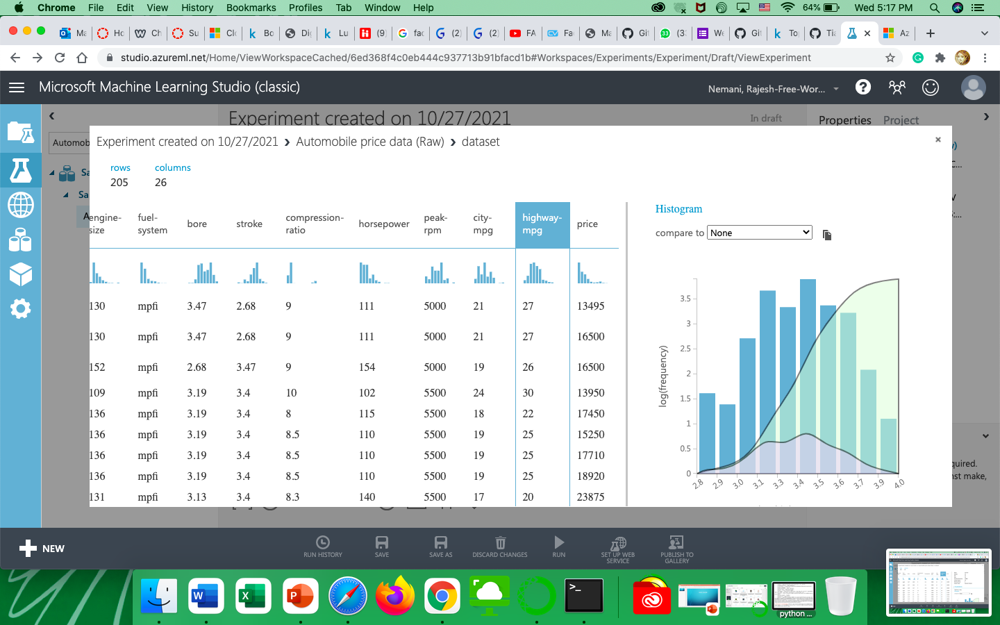 Chrome File Edit View History Bookmarks Profiles Tab Window Help 64% Wed 5:17 PM
Ma Ho Ch Su Clo Bo Dig Lu (9) fac (2) (2) FA Fa Ma Git (3: We Git To Tia Az
studio.azureml.net/Home/ViewWorkspaceCached/6ed368f4c0eb444c937713b91bfacd1b#Workspaces/Experiments/Experiment/Draft/ViewExperiment
Microsoft Machine Learning Studio (classic) Nemani, Rajesh-Free-Wor...
Experiment created on 10/27/2021 In draft Properties Project
Automob
Sa
Sa
A
Experiment created on 10/27/2021 › Automobile price data (Raw) › dataset
rows columns
205 26
engine-size fuel-system bore stroke compression-ratio horsepower peak-rpm city-mpg highway-mpg price
130 mpfi 3.47 2.68 9 111 5000 21 27 13495
130 mpfi 3.47 2.68 9 111 5000 21 27 16500
152 mpfi 2.68 3.47 9 154 5000 19 26 16500
109 mpfi 3.19 3.4 10 102 5500 24 30 13950
136 mpfi 3.19 3.4 8 115 5500 18 22 17450
136 mpfi 3.19 3.4 8.5 110 5500 19 25 15250
136 mpfi 3.19 3.4 8.5 110 5500 19 25 17710
136 mpfi 3.19 3.4 8.5 110 5500 19 25 18920
131 mpfi 3.13 3.4 8.3 140 5500 17 20 23875
Histogram
compare to None
log(frequency)
3.5
3
2.5
2
1.5
1
0.5
0
2.8 2.9 3.0 3.1 3.3 3.4 3.5 3.6 3.7 3.9 4.0
quired.
nst make,
NEW
RUN HISTORY SAVE SAVE AS DISCARD CHANGES RUN SET UP WEB SERVICE PUBLISH TO GALLERY
python ...